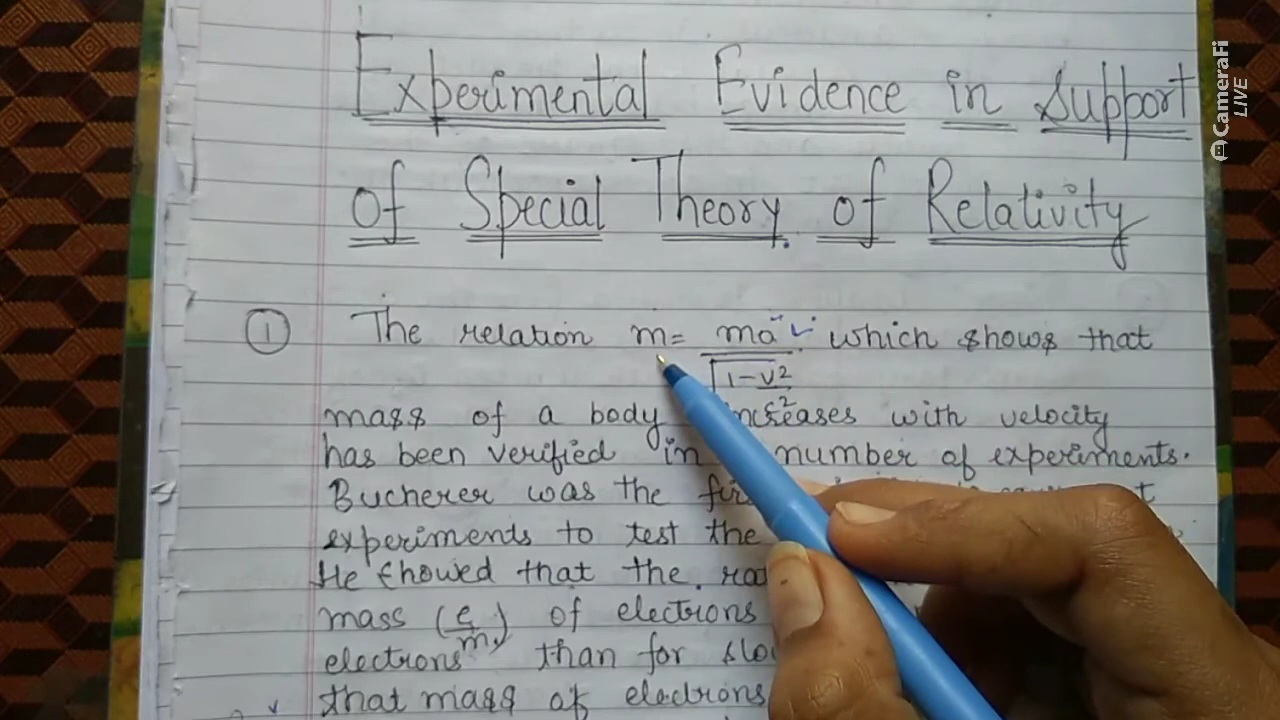 Experimental Evidence in Support
Of Special Theory of Relativity
① The relation m = mo which shows that
√1-v²
c²
mass of a body increases with velocity
has been verified in number of experiments.
Bucherer was the
experiments to test the
He showed that the
mass (e/m) of electrons
electrons than for
that mass of electrons
CameraFi
LIVE